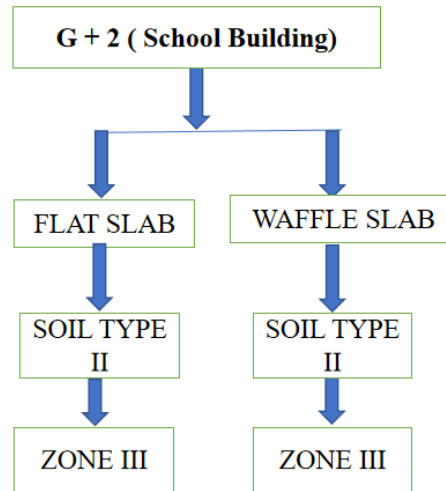 G + 2 ( School Building)
FLAT SLAB
WAFFLE SLAB
SOIL TYPE
II
SOIL TYPE
II
ZONE III
ZONE III